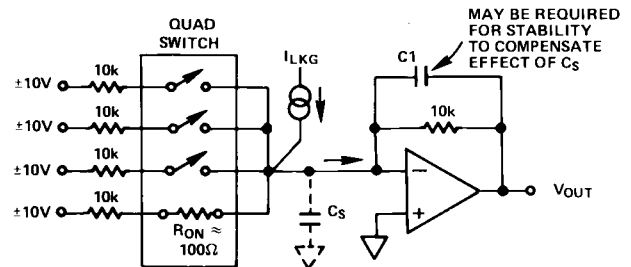 QUAD
SWITCH
MAY BE REQUIRED
FOR STABILITY
TO COMPENSATE
EFFECT OF CS
ILKG
C1
±10V
10k
±10V
10k
±10V
10k
±10V
10k
10k
RON ≈
100Ω
CS
−
+
VOUT